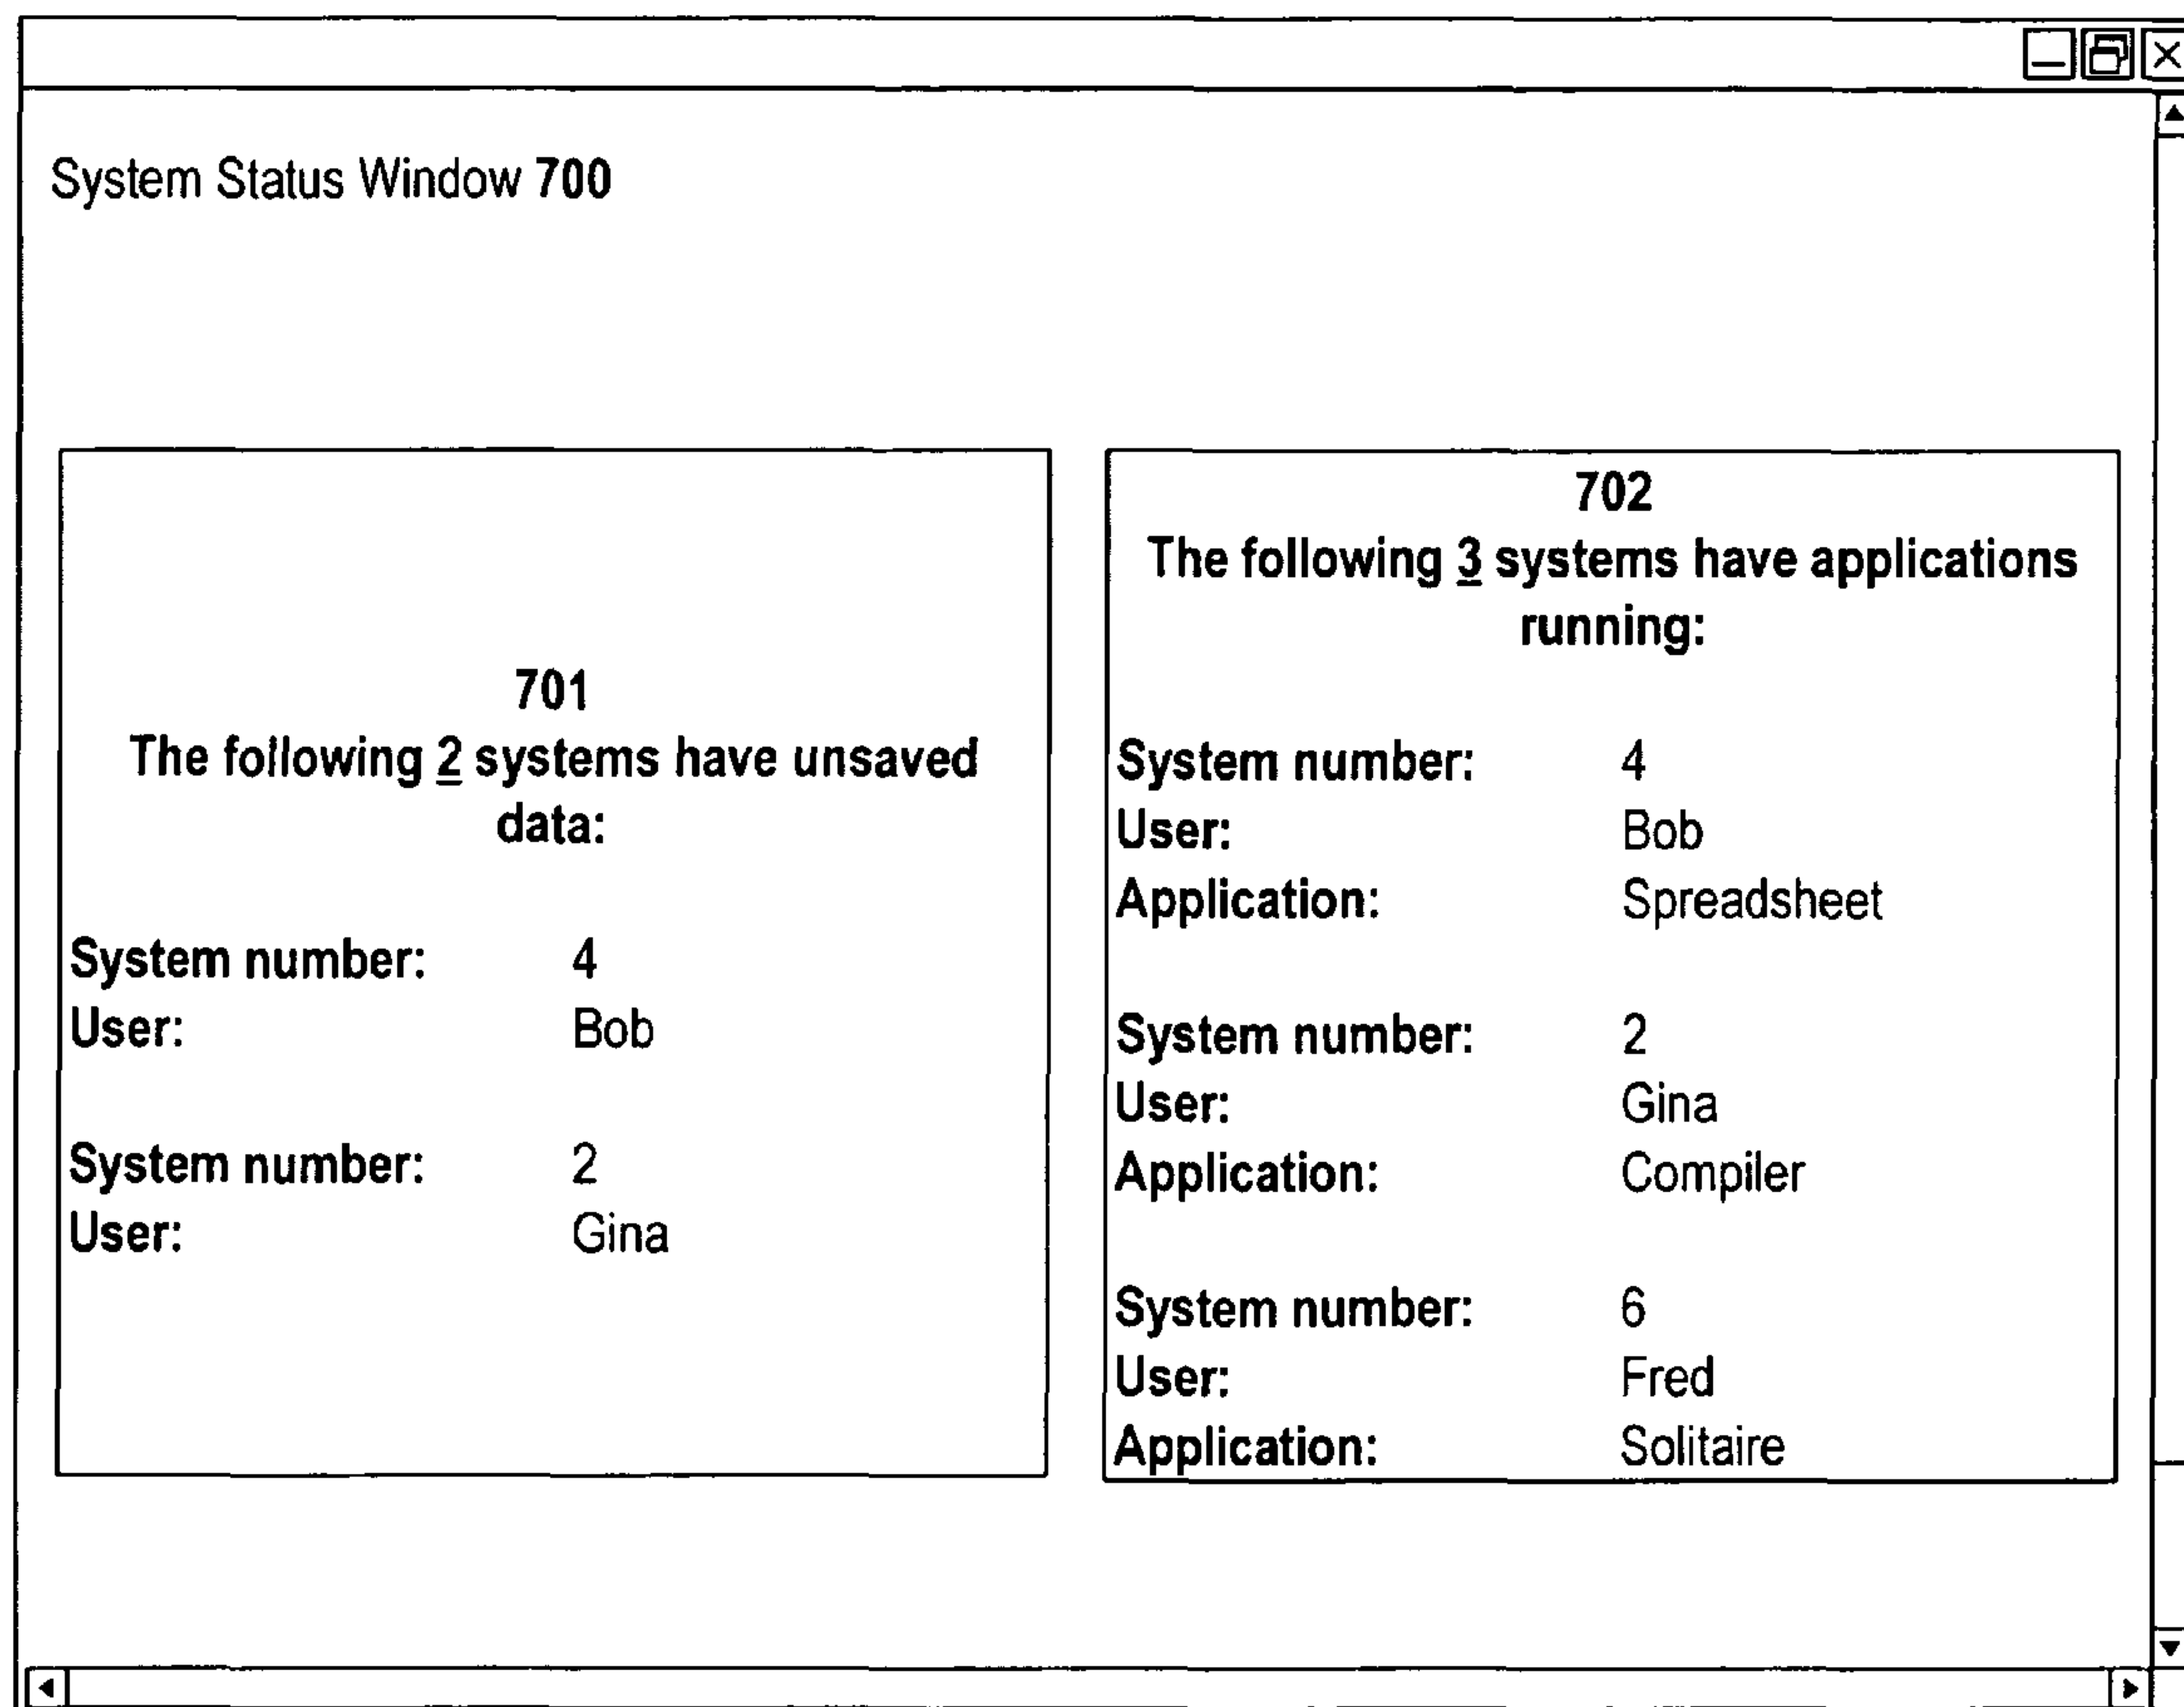 System Status Window 700
701
The following 2 systems have unsaved
data:
System number: 4
User: Bob
System number: 2
User: Gina
702
The following 3 systems have applications
running:
System number: 4
User: Bob
Application: Spreadsheet
System number: 2
User: Gina
Application: Compiler
System number: 6
User: Fred
Application: Solitaire